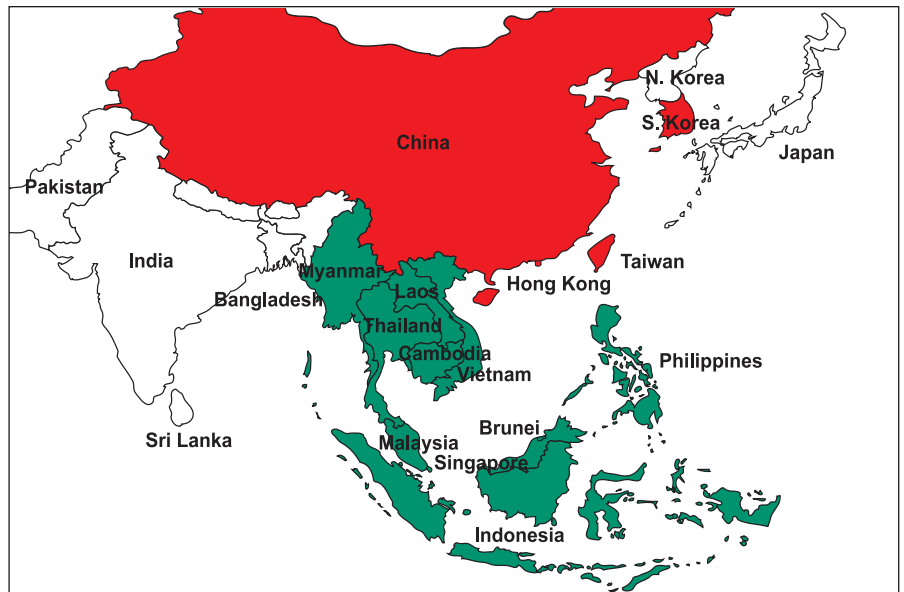 N. Korea
S. Korea
China
Japan
Pakistan
India
Taiwan
Myanmar
Hong Kong
Laos
Bangladesh
Thailand
Cambodia
Philippines
Vietnam
Brunei
Sri Lanka
Malaysia
Singapore
Indonesia